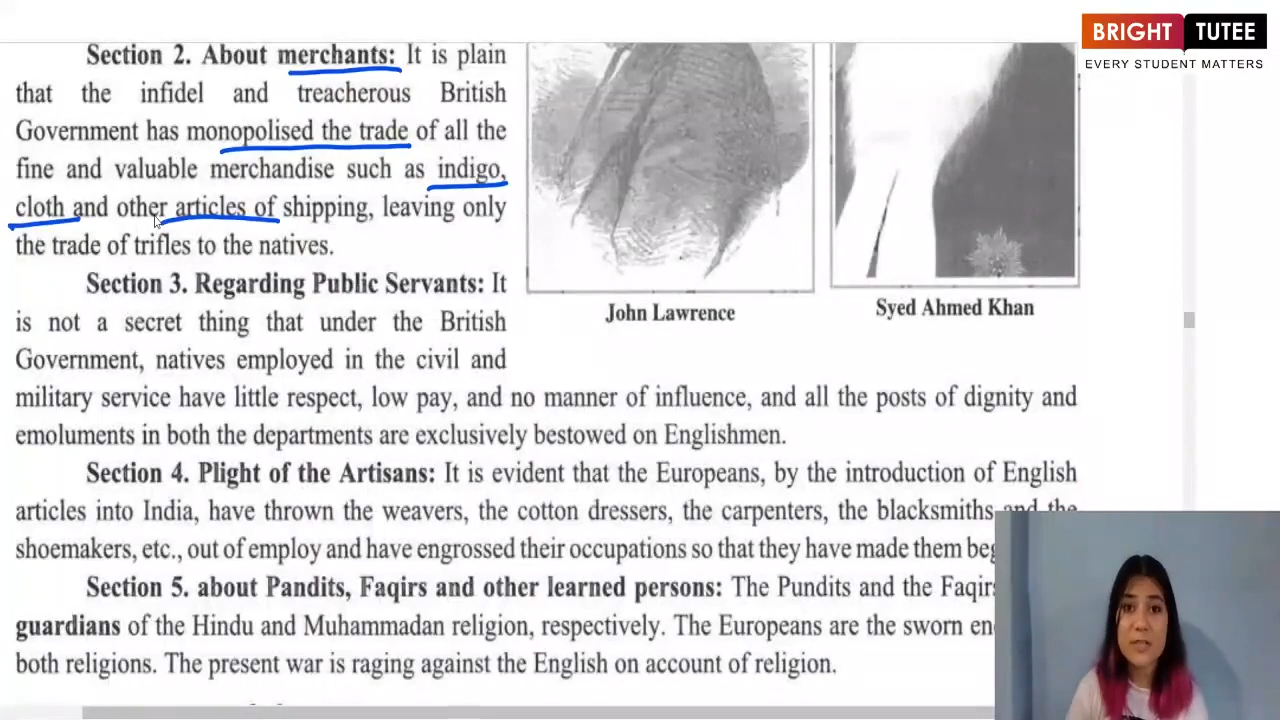 BRIGHT TUTEE
EVERY STUDENT MATTERS
Section 2. About merchants: It is plain
that the infidel and treacherous British
Government has monopolised the trade of all the
fine and valuable merchandise such as indigo,
cloth and other articles of shipping, leaving only
the trade of trifles to the natives.
John Lawrence
Syed Ahmed Khan
Section 3. Regarding Public Servants: It
is not a secret thing that under the British
Government, natives employed in the civil and
military service have little respect, low pay, and no manner of influence, and all the posts of dignity and
emoluments in both the departments are exclusively bestowed on Englishmen.
Section 4. Plight of the Artisans: It is evident that the Europeans, by the introduction of English
articles into India, have thrown the weavers, the cotton dressers, the carpenters, the blacksmiths and the
shoemakers, etc., out of employ and have engrossed their occupations so that they have made them
Section 5. about Pandits, Faqirs and other learned persons: The Pundits and the
guardians of the Hindu and Muhammadan religion, respectively. The Europeans are the sworn
both religions. The present war is raging against the English on account of religion.